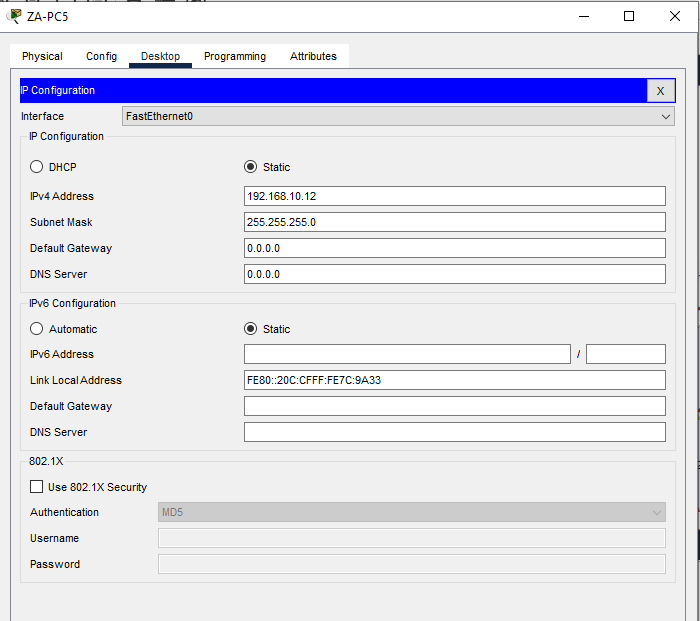 ZA-PC5
Physical Config Desktop Programming Attributes
IP Configuration X
Interface FastEthernet0
IP Configuration
DHCP Static
IPv4 Address 192.168.10.12
Subnet Mask 255.255.255.0
Default Gateway 0.0.0.0
DNS Server 0.0.0.0
IPv6 Configuration
Automatic Static
IPv6 Address /
Link Local Address FE80::20C:CFFF:FE7C:9A33
Default Gateway
DNS Server
802.1X
Use 802.1X Security
Authentication MD5
Username
Password